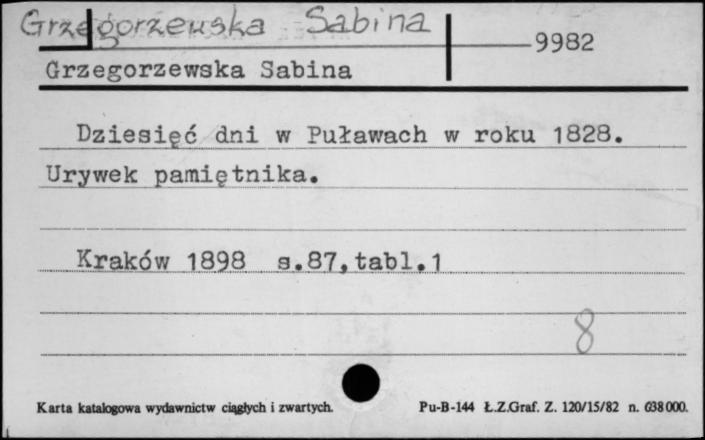 Grzegorzewska Sabina
9982
Grzegorzewska Sabina
Dziesięć dni w Puławach w roku 1828.
Urywek pamiętnika.
Kraków 1898 s.87,tabl.1
8
Karta katalogowa wydawnictw ciągłych i zwartych. Pu-B-144 Ł.Z.Graf. Z. 120/15/82 n. 638000.